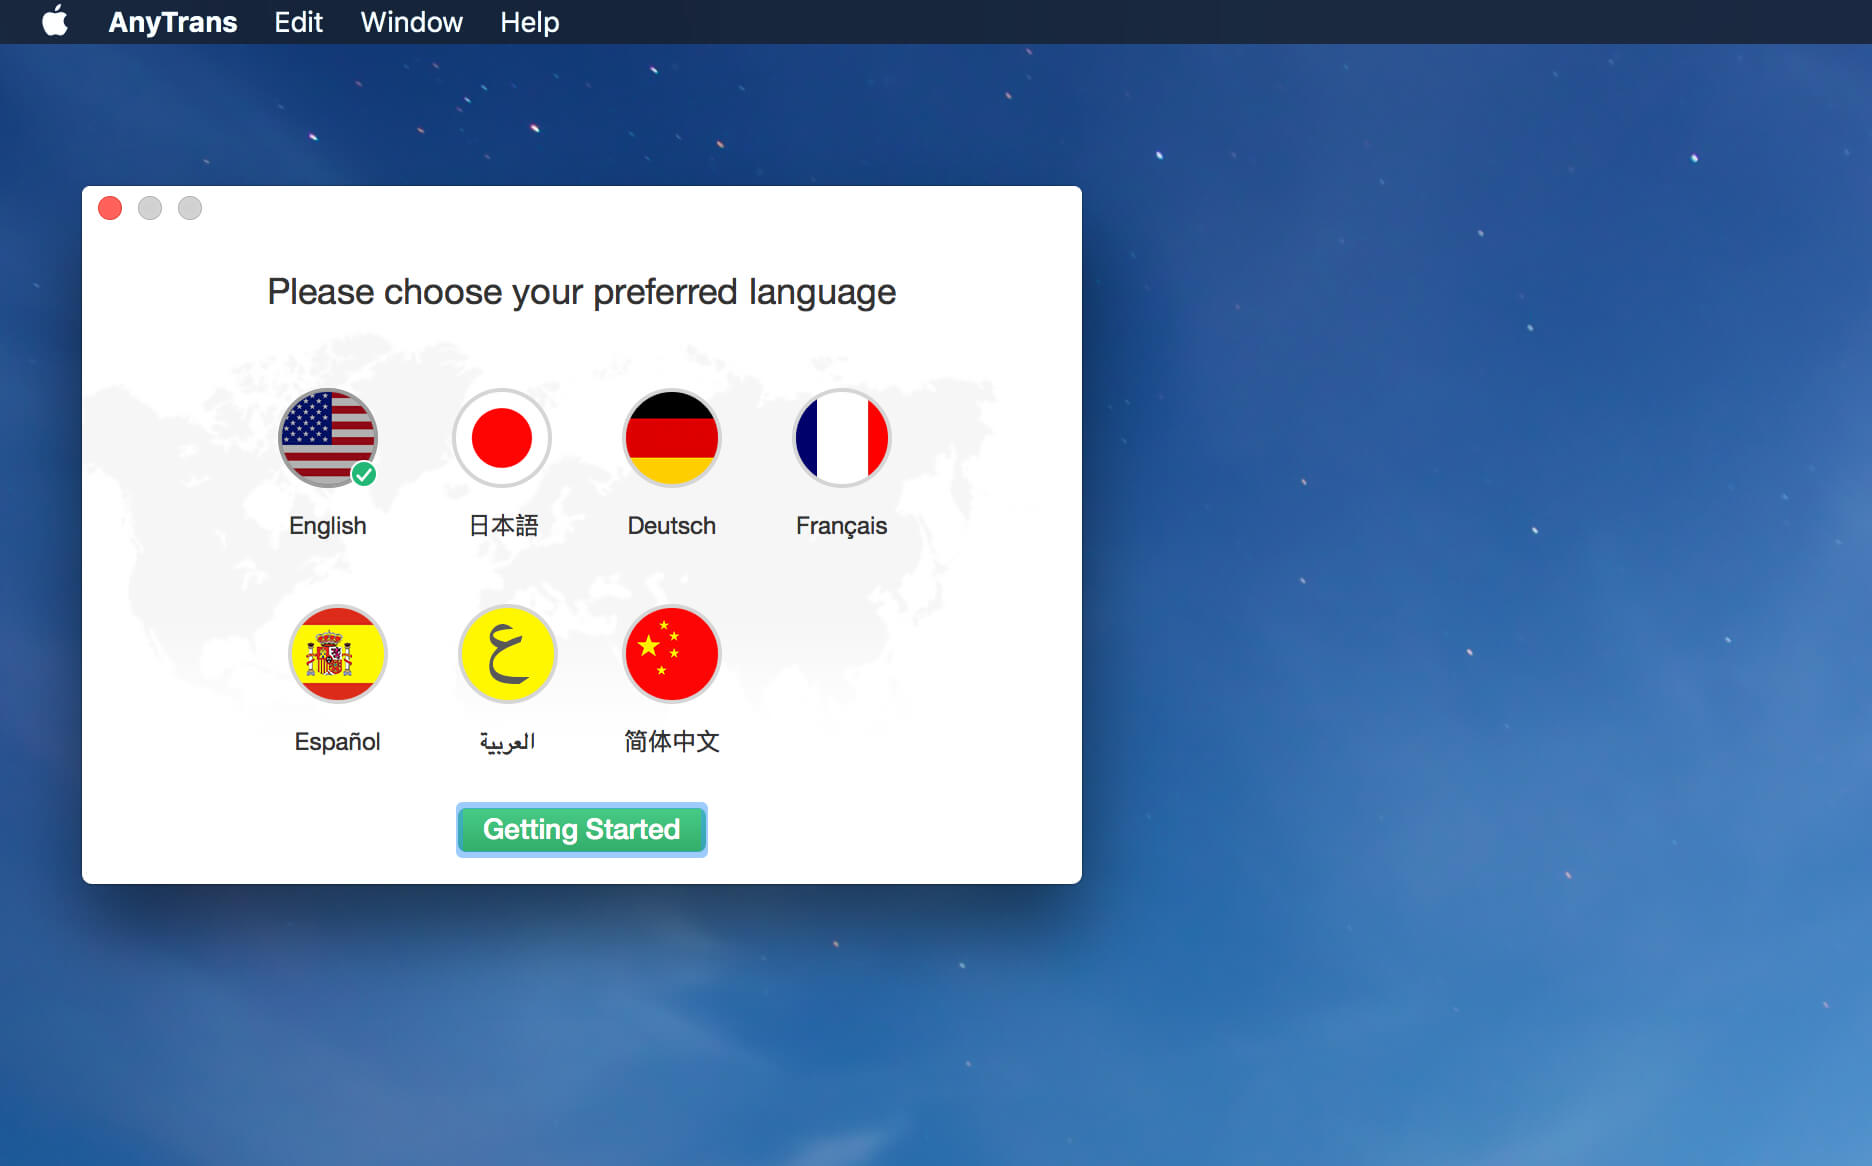 AnyTrans Edit Window Help
Please choose your preferred language
English 日本語 Deutsch Français
ع
Español العربية 简体中文
Getting Started